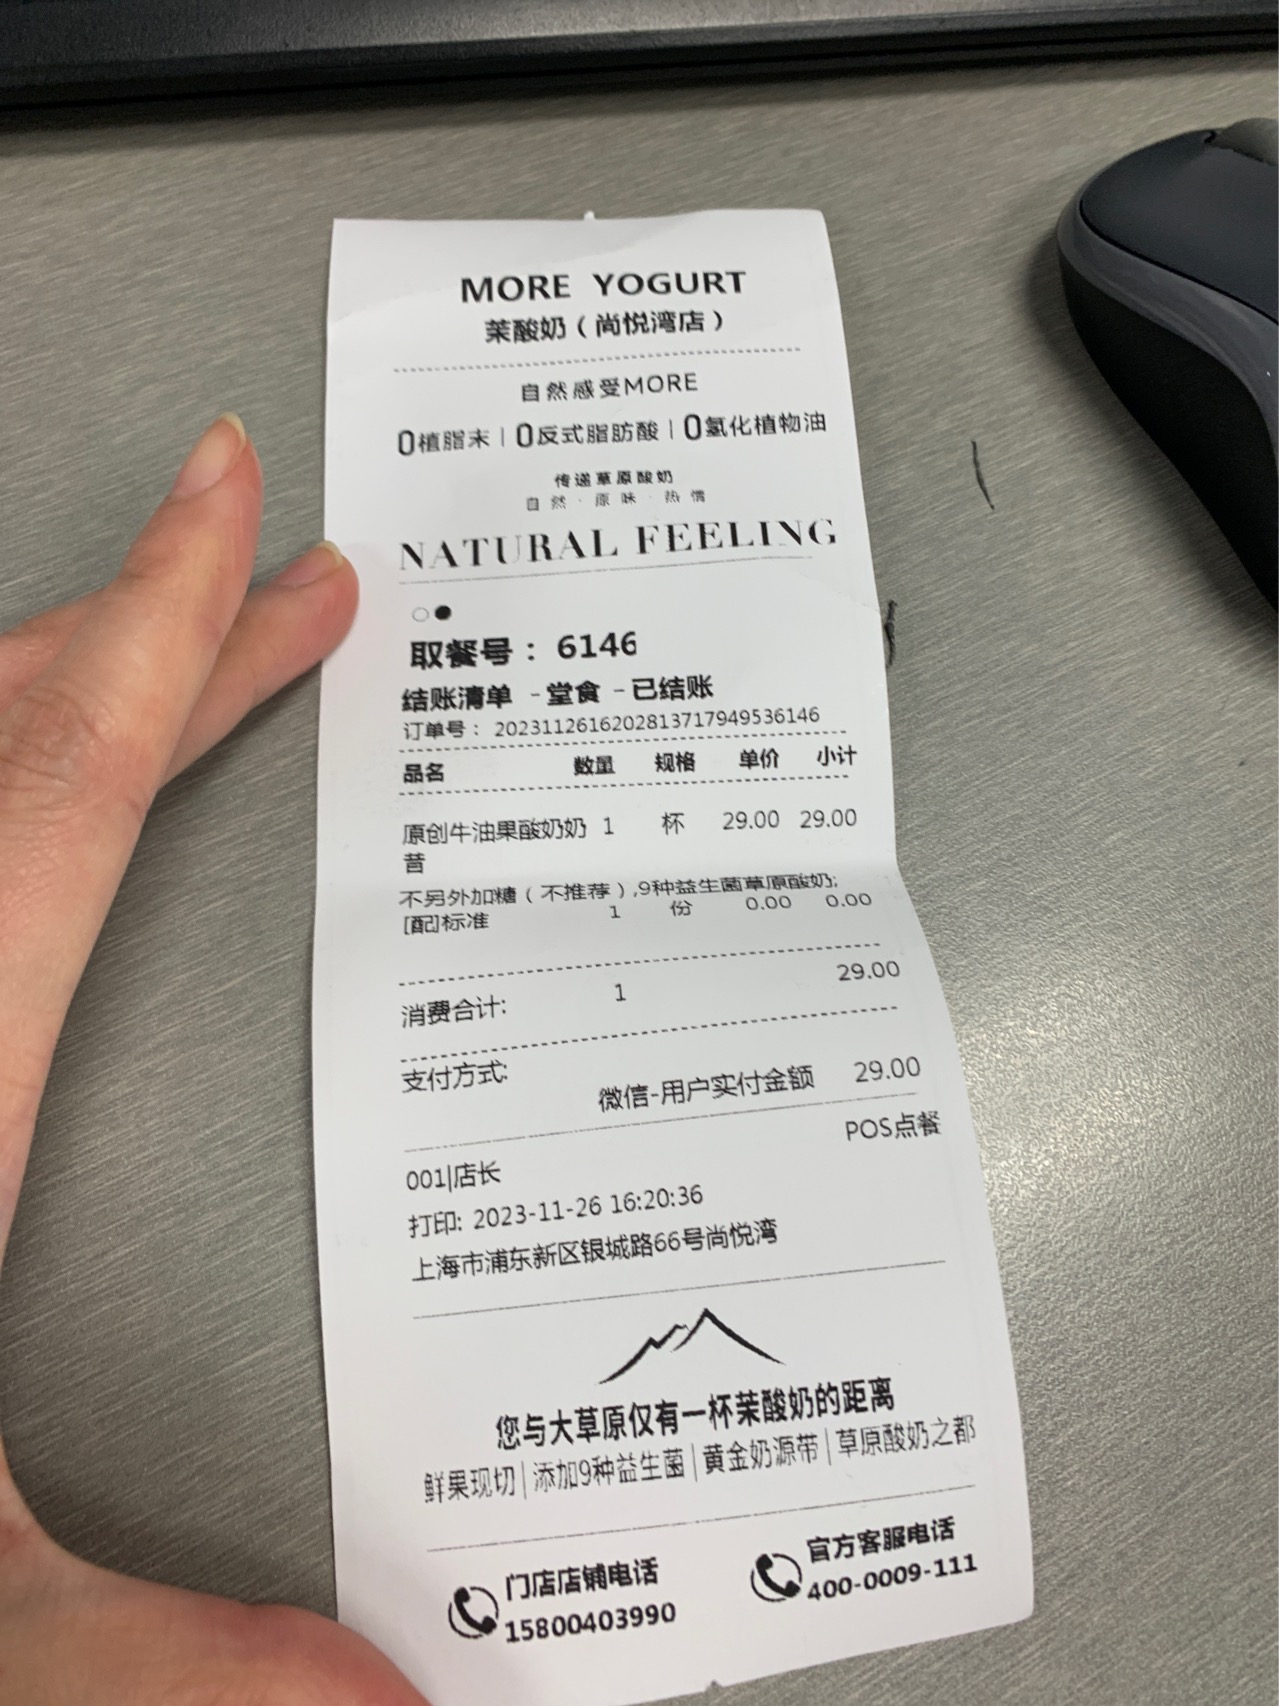 MORE YOGURT
茉酸奶（尚悦湾店）
自然感受MORE
0植脂末｜0反式脂肪酸｜0氢化植物油
传递草原酸奶
自然·原味·热情
NATURAL FEELING
取餐号：6146
结账清单 -堂食 -已结账
订单号：20231126162028137179495​36146
品名 数量 规格 单价 小计
原创牛油果酸奶奶 1 杯 29.00 29.00
昔
不另外加糖（不推荐）,9种益生菌草原酸奶;
[配]标准 1 份 0.00 0.00
消费合计: 1 29.00
支付方式:
微信-用户实付金额 29.00
POS点餐
001|店长
打印: 2023-11-26 16:20:36
上海市浦东新区银城路66号尚悦湾
您与大草原仅有一杯茉酸奶的距离
鲜果现切｜添加9种益生菌｜黄金奶源带｜草原酸奶之都
门店店铺电话
15800403990
官方客服电话
400-0009-111